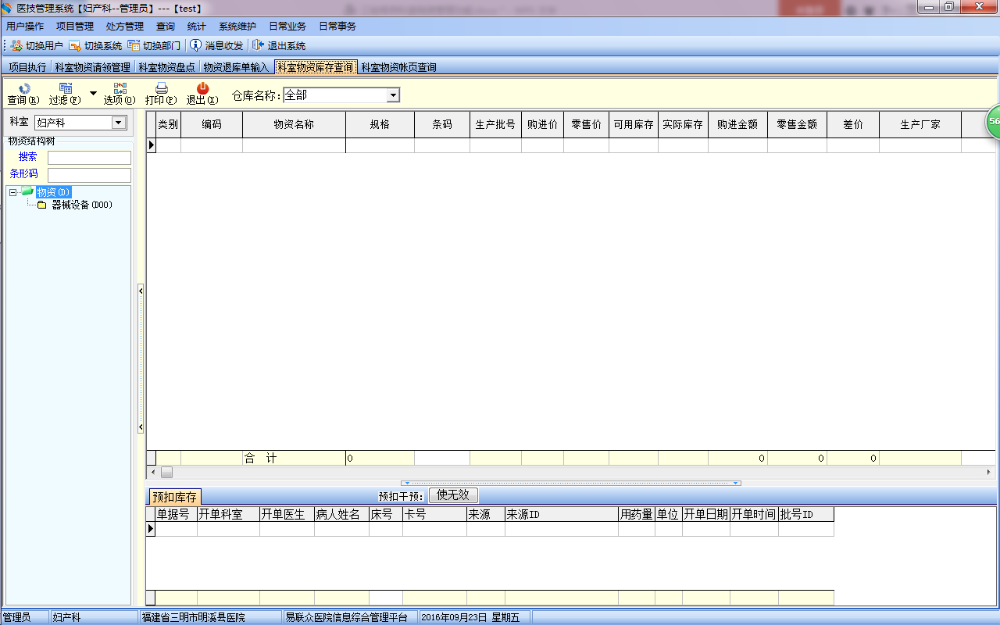 医技管理系统【妇产科--管理员】---【test】
用户操作 项目管理 处方管理 查询 统计 系统维护 日常业务 日常事务
切换用户 切换系统 切换部门 消息收发 退出系统
项目执行 科室物资请领管理 科室物资盘点 物资退库单输入 科室物资库存查询 科室物资帐页查询
查询(R) 过滤(F) 选项(O) 打印(P) 退出(X) 仓库名称: 全部
科室 妇产科
物资结构树
搜索
条形码
物资(D)
器械设备(D00)
类别 编码 物资名称 规格 条码 生产批号 购进价 零售价 可用库存 实际库存 购进金额 零售金额 差价 生产厂家
56
合 计 0 0 0 0
预扣库存 预扣干预: 使无效
单据号 开单科室 开单医生 病人姓名 床号 卡号 来源 来源ID 用药量 单位 开单日期 开单时间 批号ID
管理员 妇产科 福建省三明市明溪县医院 易联众医院信息综合管理平台 2016年09月23日 星期五